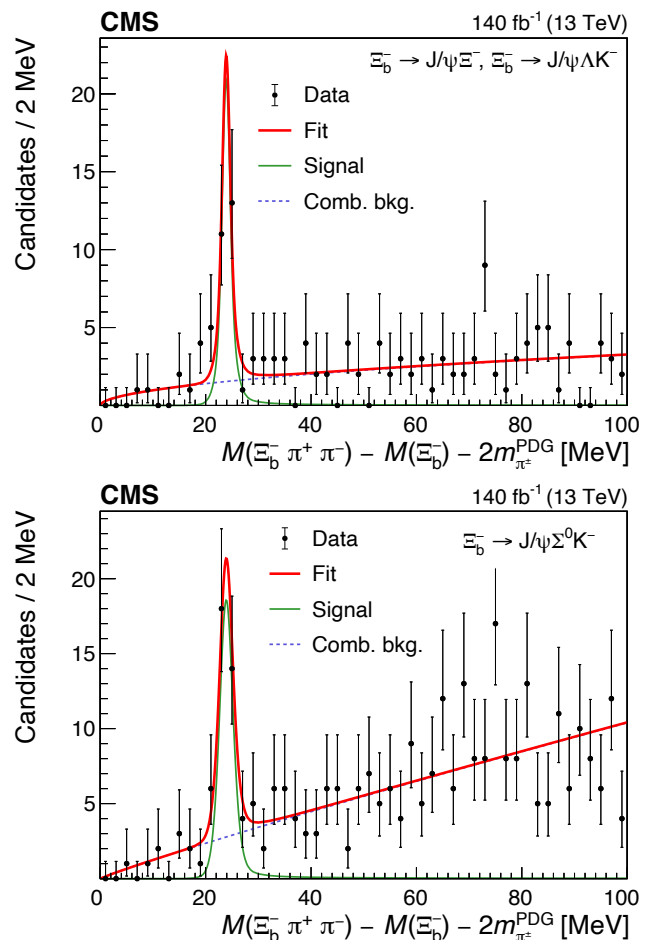 CMS 140 fb⁻¹ (13 TeV)
Ξb⁻ → J/ψΞ⁻, Ξb⁻ → J/ψΛK⁻
Data
Fit
Signal
Comb. bkg.
Candidates / 2 MeV
20
15
10
5
0 20 40 60 80 100
M(Ξb⁻ π⁺ π⁻) − M(Ξb⁻) − 2mπ±PDG [MeV]
CMS 140 fb⁻¹ (13 TeV)
Ξb⁻ → J/ψΣ⁰K⁻
Data
Fit
Signal
Comb. bkg.
Candidates / 2 MeV
20
15
10
5
0 20 40 60 80 100
M(Ξb⁻ π⁺ π⁻) − M(Ξb⁻) − 2mπ±PDG [MeV]